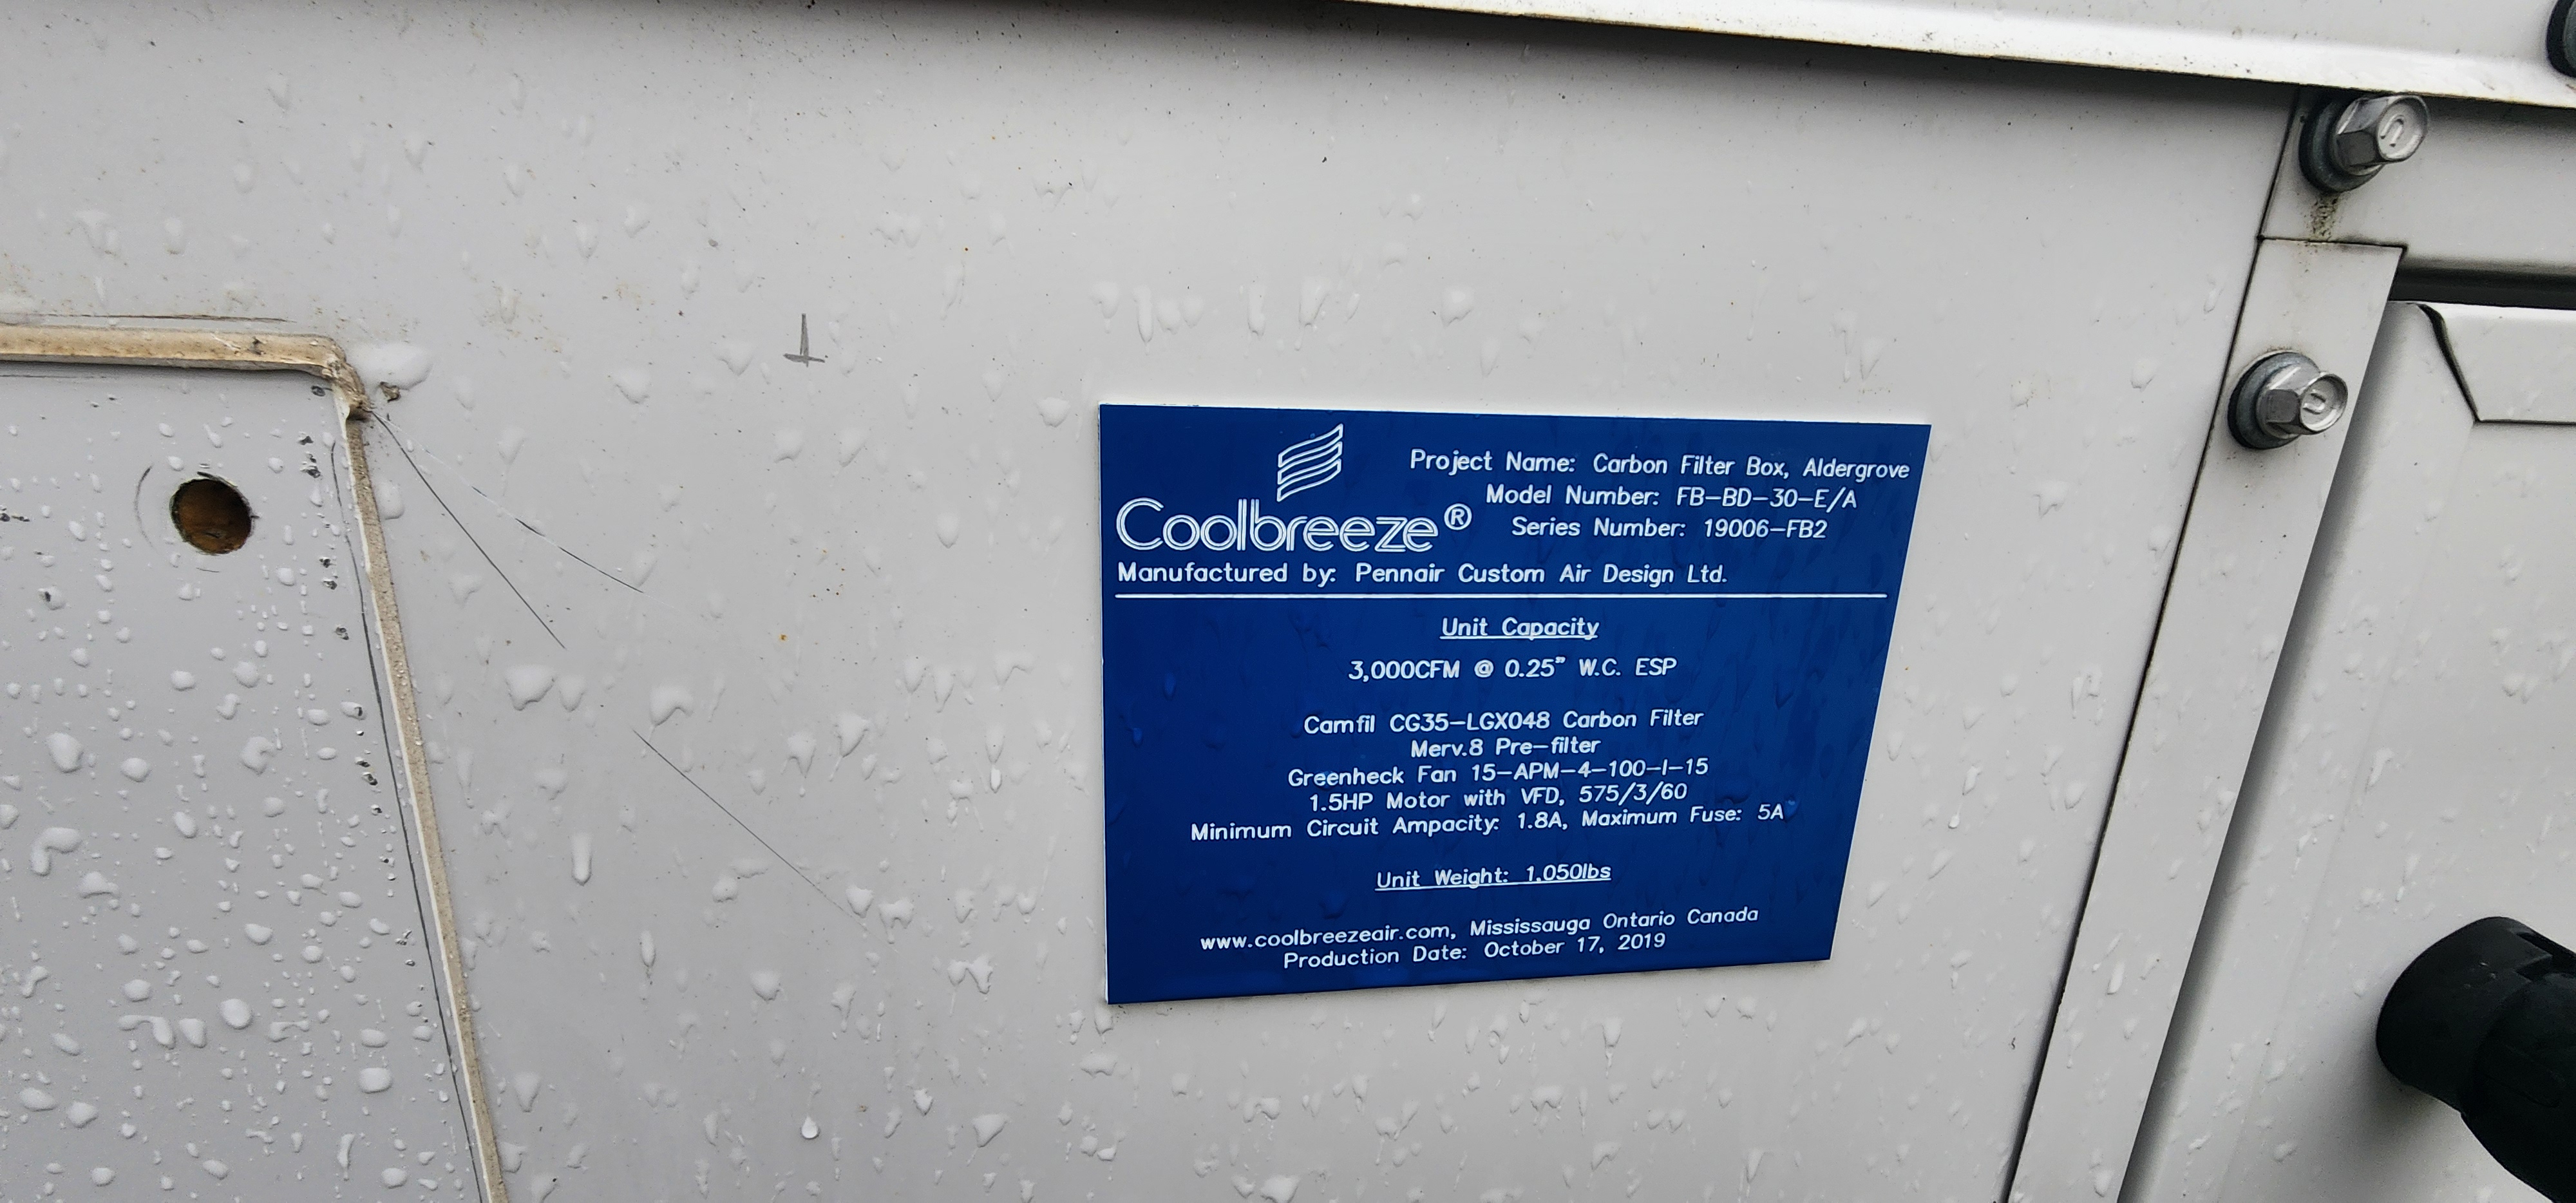 Project Name: Carbon Filter Box, Aldergrove
Model Number: FB-BD-30-E/A
Coolbreeze®
Series Number: 19006-FB2
Manufactured by: Pennair Custom Air Design Ltd.
Unit Capacity
3,000CFM @ 0.25" W.C. ESP
Camfil CG35-LGX048 Carbon Filter
Merv.8 Pre-filter
Greenheck Fan 15-APM-4-100-I-15
1.5HP Motor with VFD, 575/3/60
Minimum Circuit Ampacity: 1.8A, Maximum Fuse: 5A
Unit Weight: 1,050lbs
www.coolbreezeair.com, Mississauga Ontario Canada
Production Date: October 17, 2019